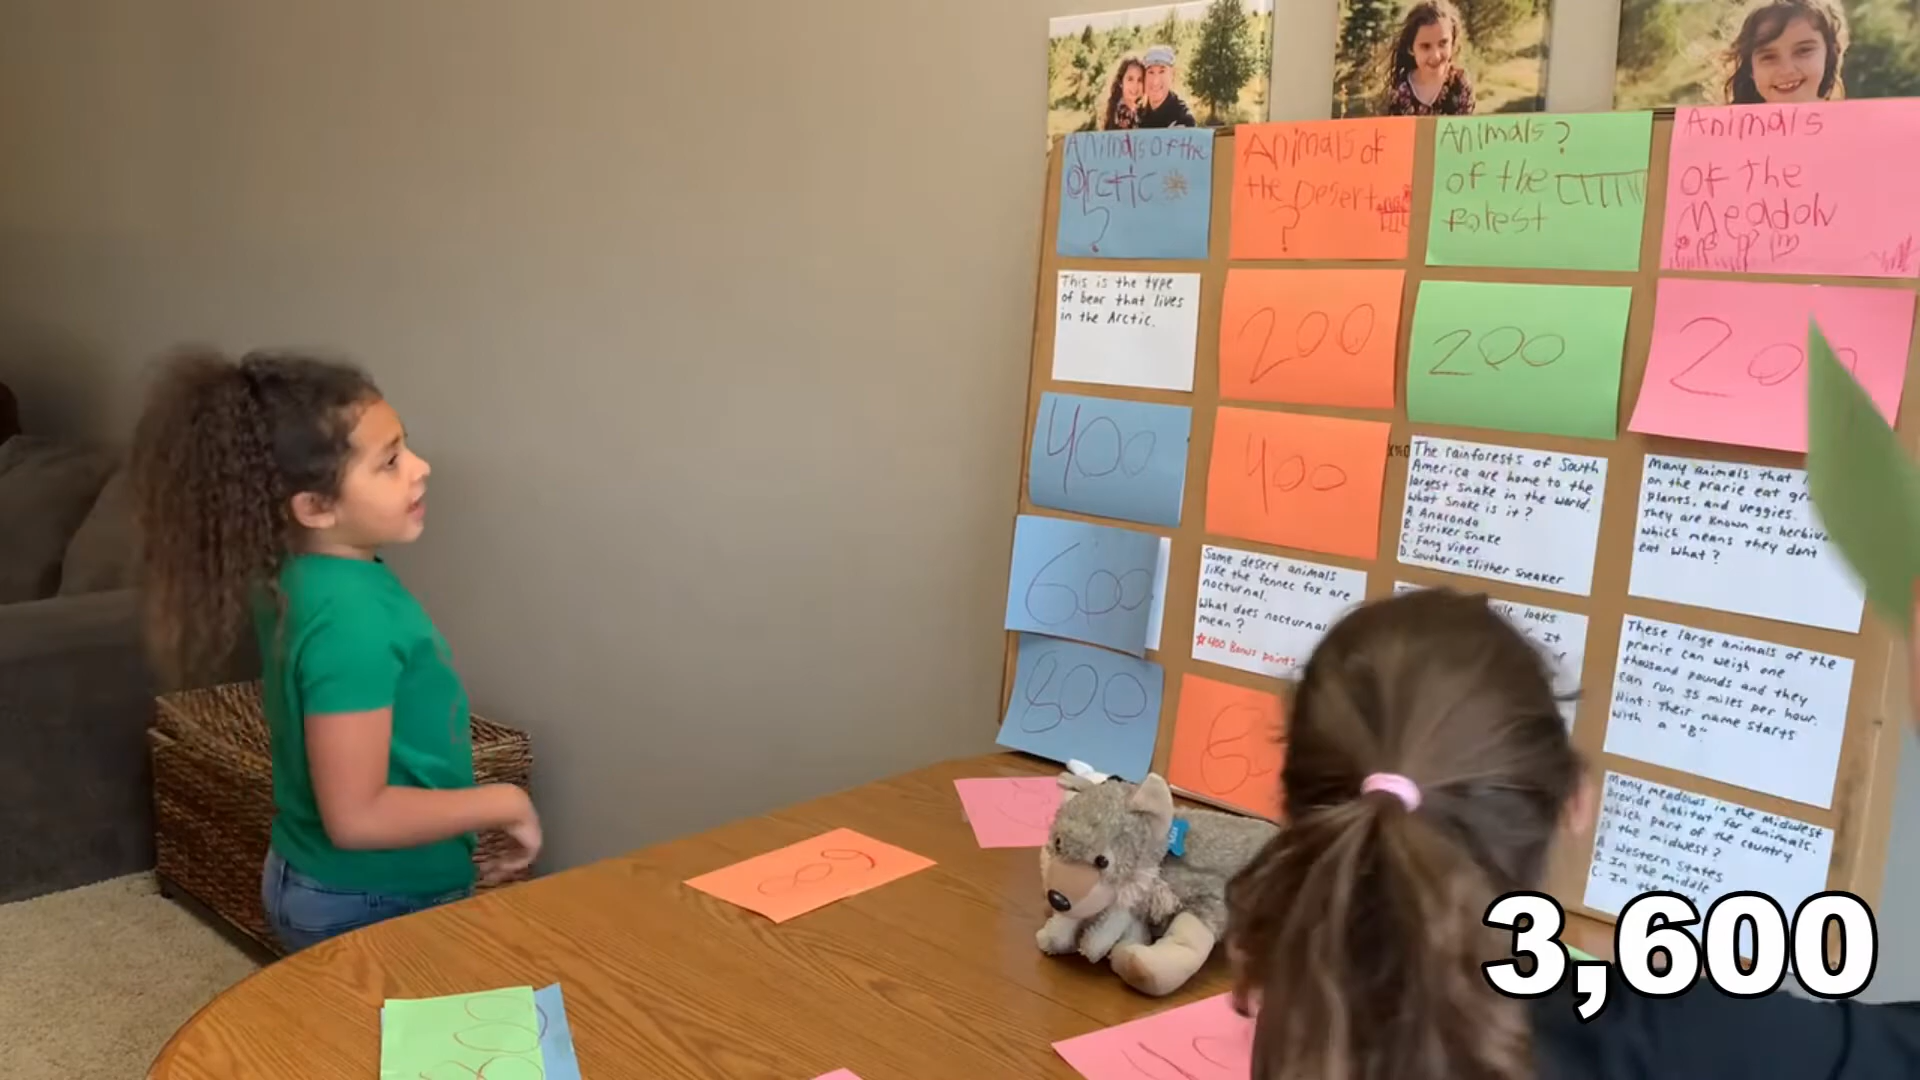 Animals of the
Arctic
?
Animals of
the Desert
?
Animals?
of the
Forest
Animals
of the
Meadow
This is the type
of bear that lives
in the Arctic.
200
200
200
400
400
The rainforests of South
America are home to the
largest snake in the world.
What snake is it?
A. Anaconda
B. Striker Snake
C. Fang Viper
D. Southern Slither Sneaker
Many animals that
on the prarie eat
plants, and veggies.
They are known as
which means they don't
eat what?
600
Some desert animals
like the fennec fox are
nocturnal.
What does nocturnal
mean?
400 Bonus points
looks
It
These large animals of the
prarie can weigh one
thousand pounds and they
can run 35 miles per hour.
Hint: Their name starts
with a "B"
800
Many meadows in the midwest
provide habitat for animals.
Which part of the country
is the midwest?
A. Western States
B. In the middle
C. In the
600
3,600